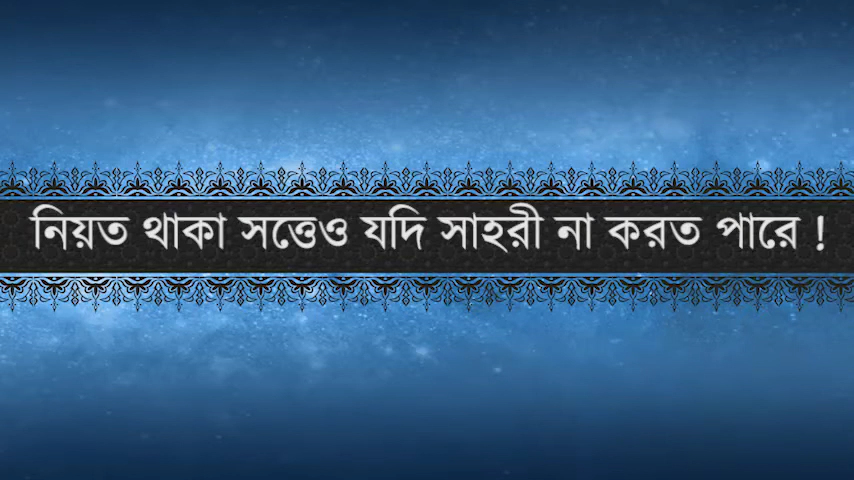 নিয়ত থাকা সত্তেও যদি সাহরী না করত পারে !